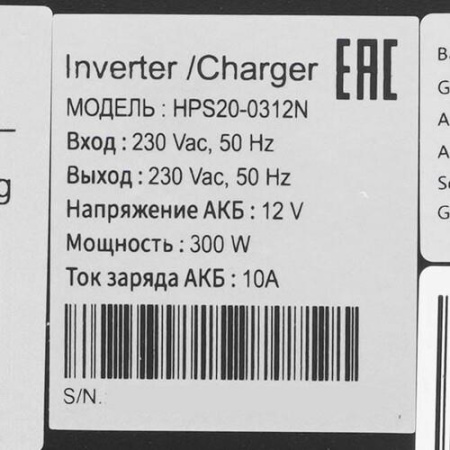 Inverter /Charger
EAC
МОДЕЛЬ : HPS20-0312N
Вход : 230 Vac, 50 Hz
Выход : 230 Vac, 50 Hz
Напряжение АКБ : 12 V
Мощность : 300 W
Ток заряда АКБ : 10A
S/N.